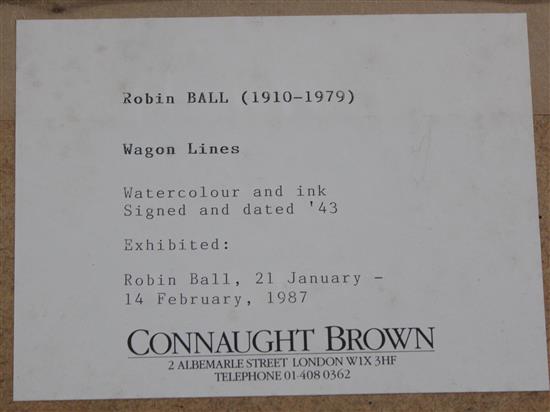 Robin BALL (1910-1979)
Wagon Lines
Watercolour and ink
Signed and dated '43
Exhibited:
Robin Ball, 21 January -
14 February, 1987
CONNAUGHT BROWN
2 ALBEMARLE STREET LONDON W1X 3HF
TELEPHONE 01-408 0362